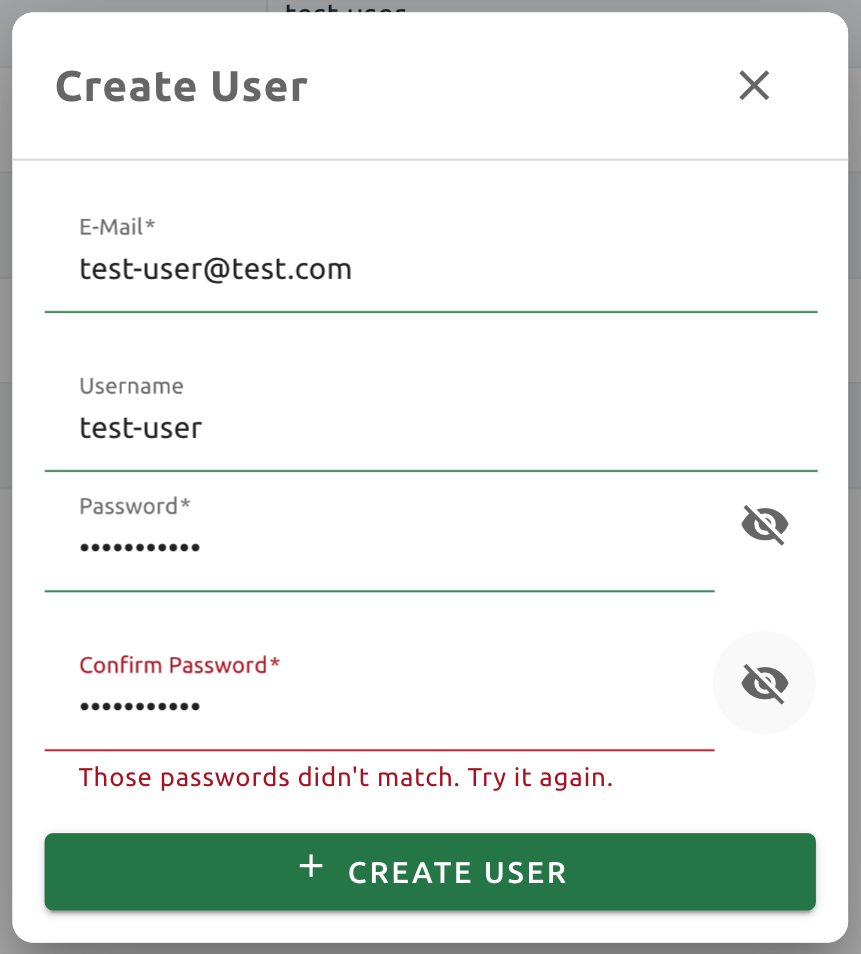 Create User
E-Mail*
test-user@test.com
Username
test-user
Password*
•••••••••••
Confirm Password*
•••••••••••
Those passwords didn't match. Try it again.
+ CREATE USER